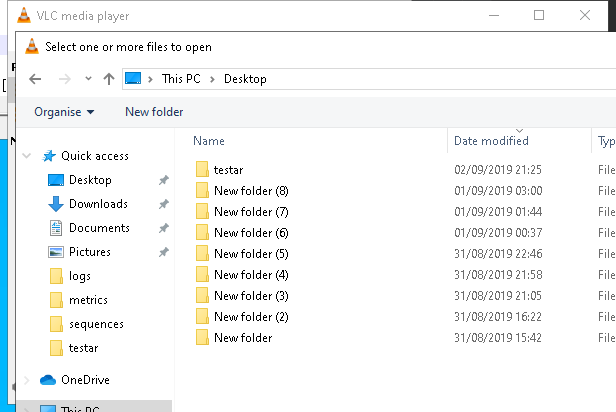 VLC media player
Select one or more files to open
This PC > Desktop
Organise New folder
Name Date modified Typ
Quick access
Desktop
Downloads
Documents
Pictures
logs
metrics
sequences
testar
OneDrive
This PC
testar 02/09/2019 21:25 File
New folder (8) 01/09/2019 03:00 File
New folder (7) 01/09/2019 01:44 File
New folder (6) 01/09/2019 00:37 File
New folder (5) 31/08/2019 22:46 File
New folder (4) 31/08/2019 21:58 File
New folder (3) 31/08/2019 21:05 File
New folder (2) 31/08/2019 16:22 File
New folder 31/08/2019 15:42 File